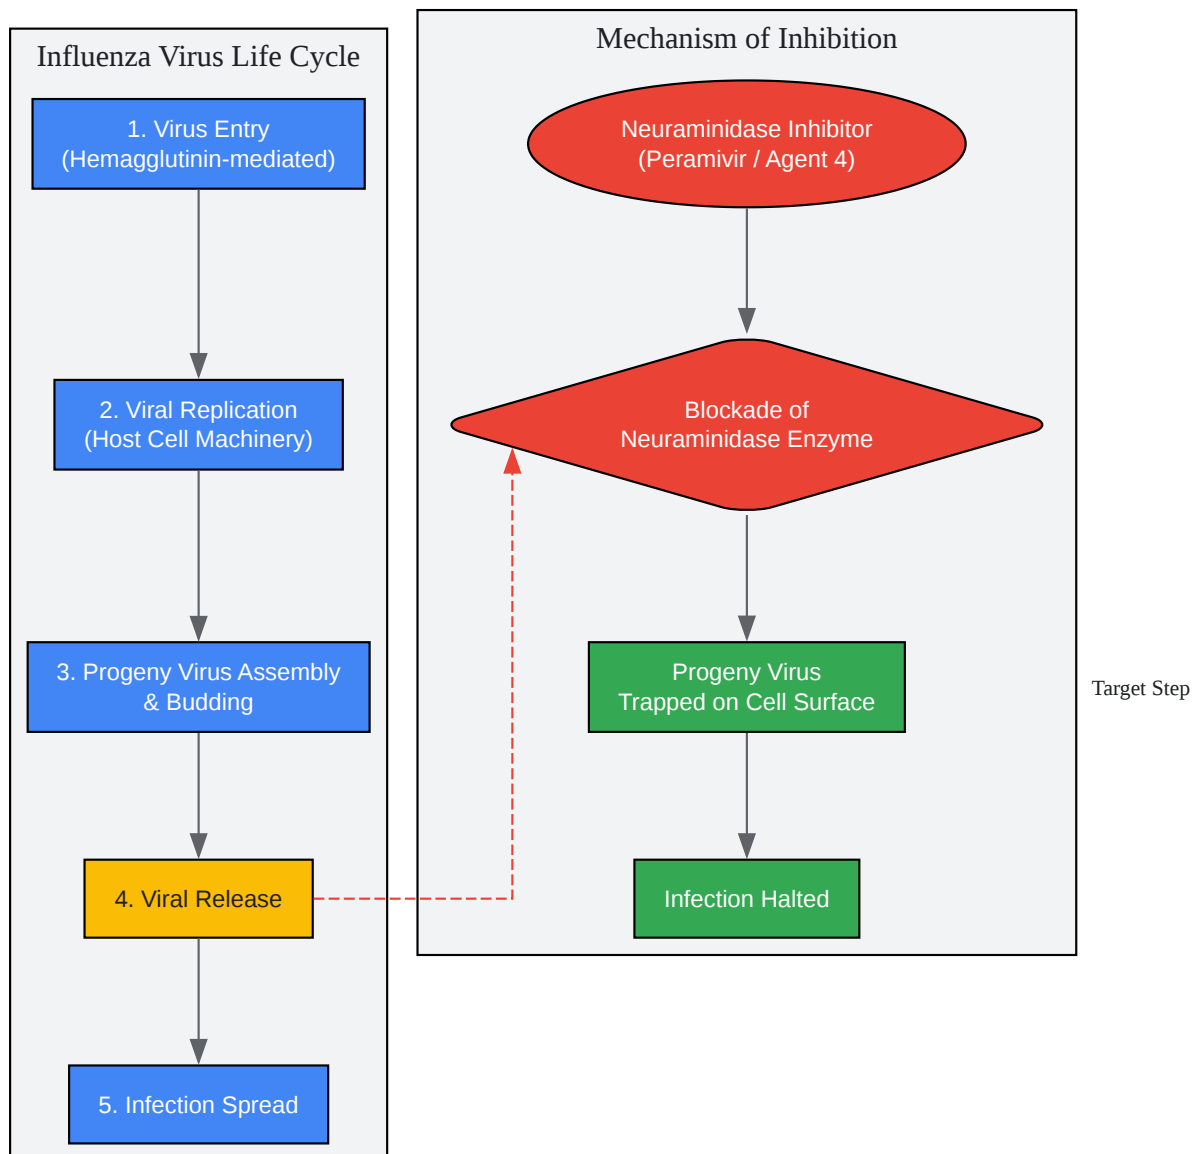 Influenza Virus Life Cycle
1. Virus Entry
(Hemagglutinin-mediated)
2. Viral Replication
(Host Cell Machinery)
3. Progeny Virus Assembly
& Budding
4. Viral Release
5. Infection Spread
Mechanism of Inhibition
Neuraminidase Inhibitor
(Peramivir / Agent 4)
Blockade of
Neuraminidase Enzyme
Progeny Virus
Trapped on Cell Surface
Infection Halted
Target Step